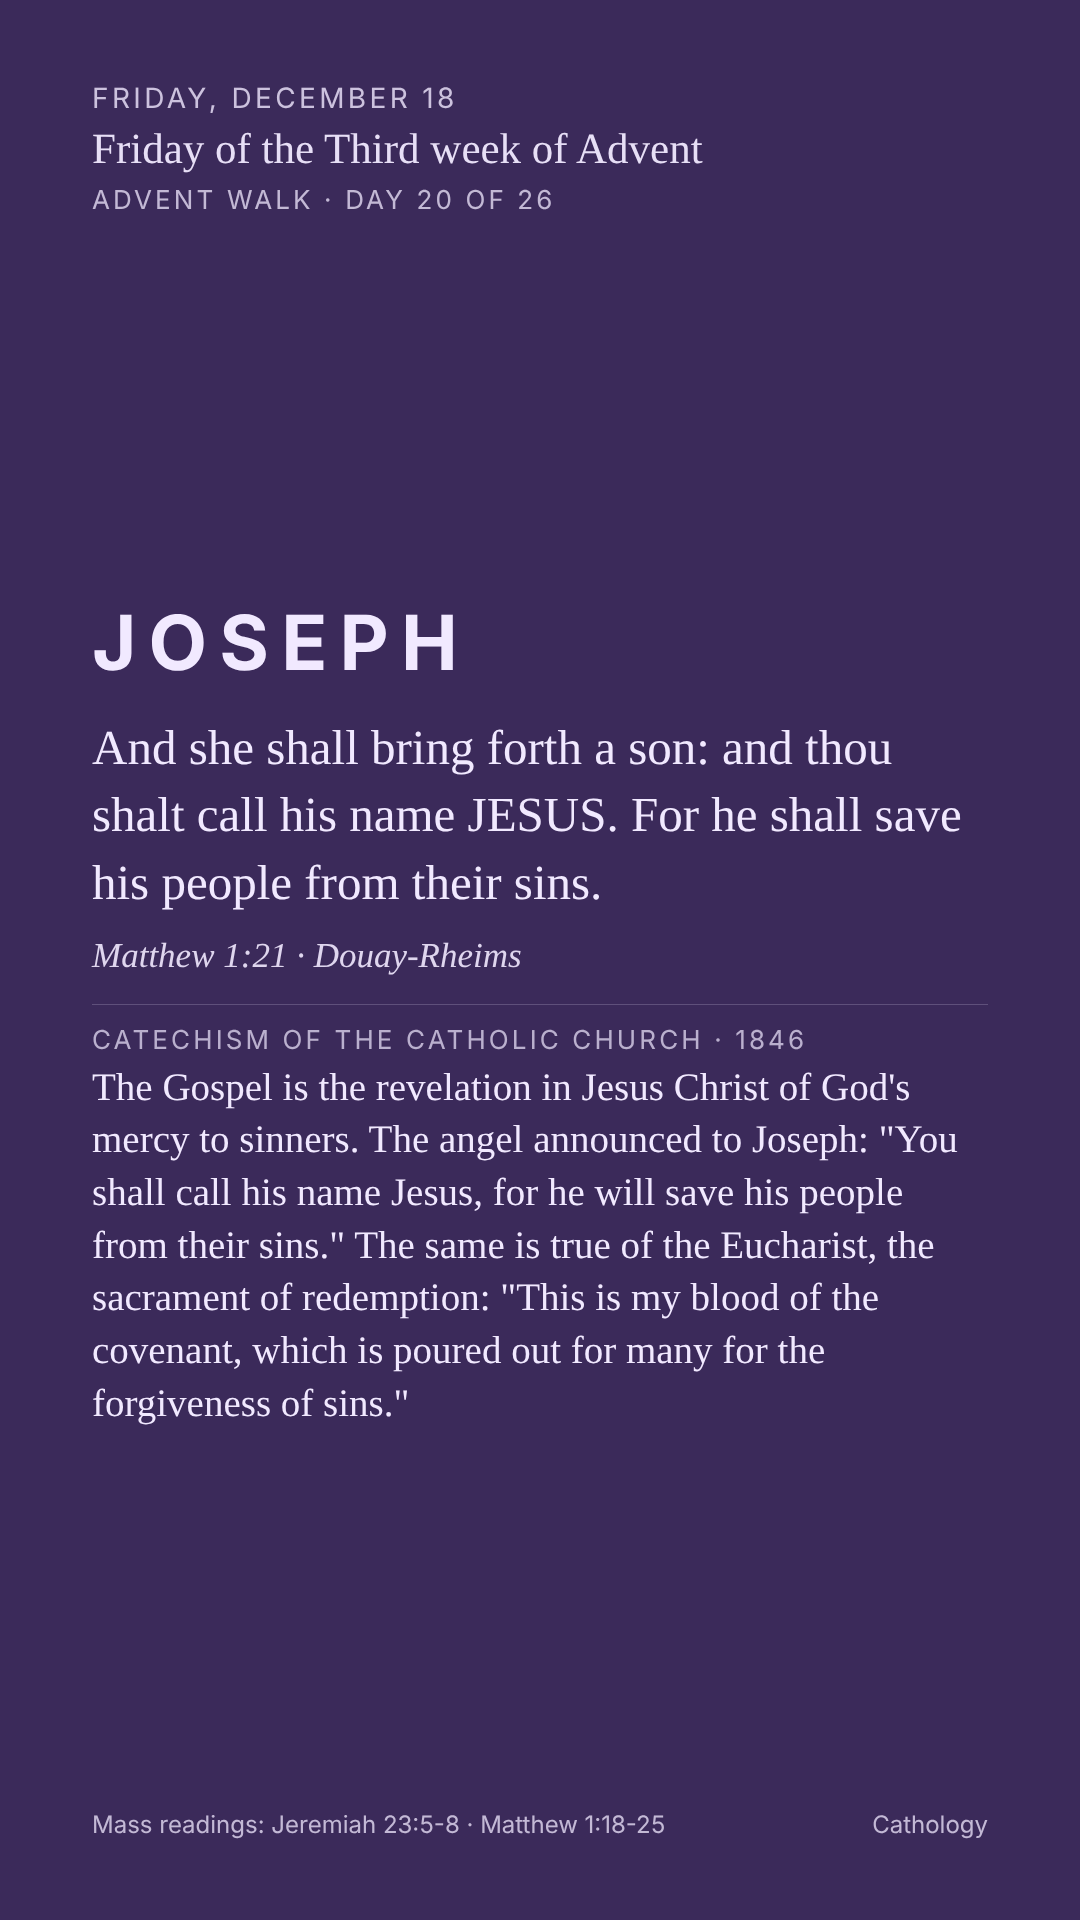 FRIDAY, DECEMBER 18
Friday of the Third week of Advent
ADVENT WALK · DAY 20 OF 26
JOSEPH
And she shall bring forth a son: and thou
shalt call his name JESUS. For he shall save
his people from their sins.
Matthew 1:21 · Douay-Rheims
CATECHISM OF THE CATHOLIC CHURCH · 1846
The Gospel is the revelation in Jesus Christ of God's
mercy to sinners. The angel announced to Joseph: "You
shall call his name Jesus, for he will save his people
from their sins." The same is true of the Eucharist, the
sacrament of redemption: "This is my blood of the
covenant, which is poured out for many for the
forgiveness of sins."
Mass readings: Jeremiah 23:5-8 · Matthew 1:18-25
Cathology